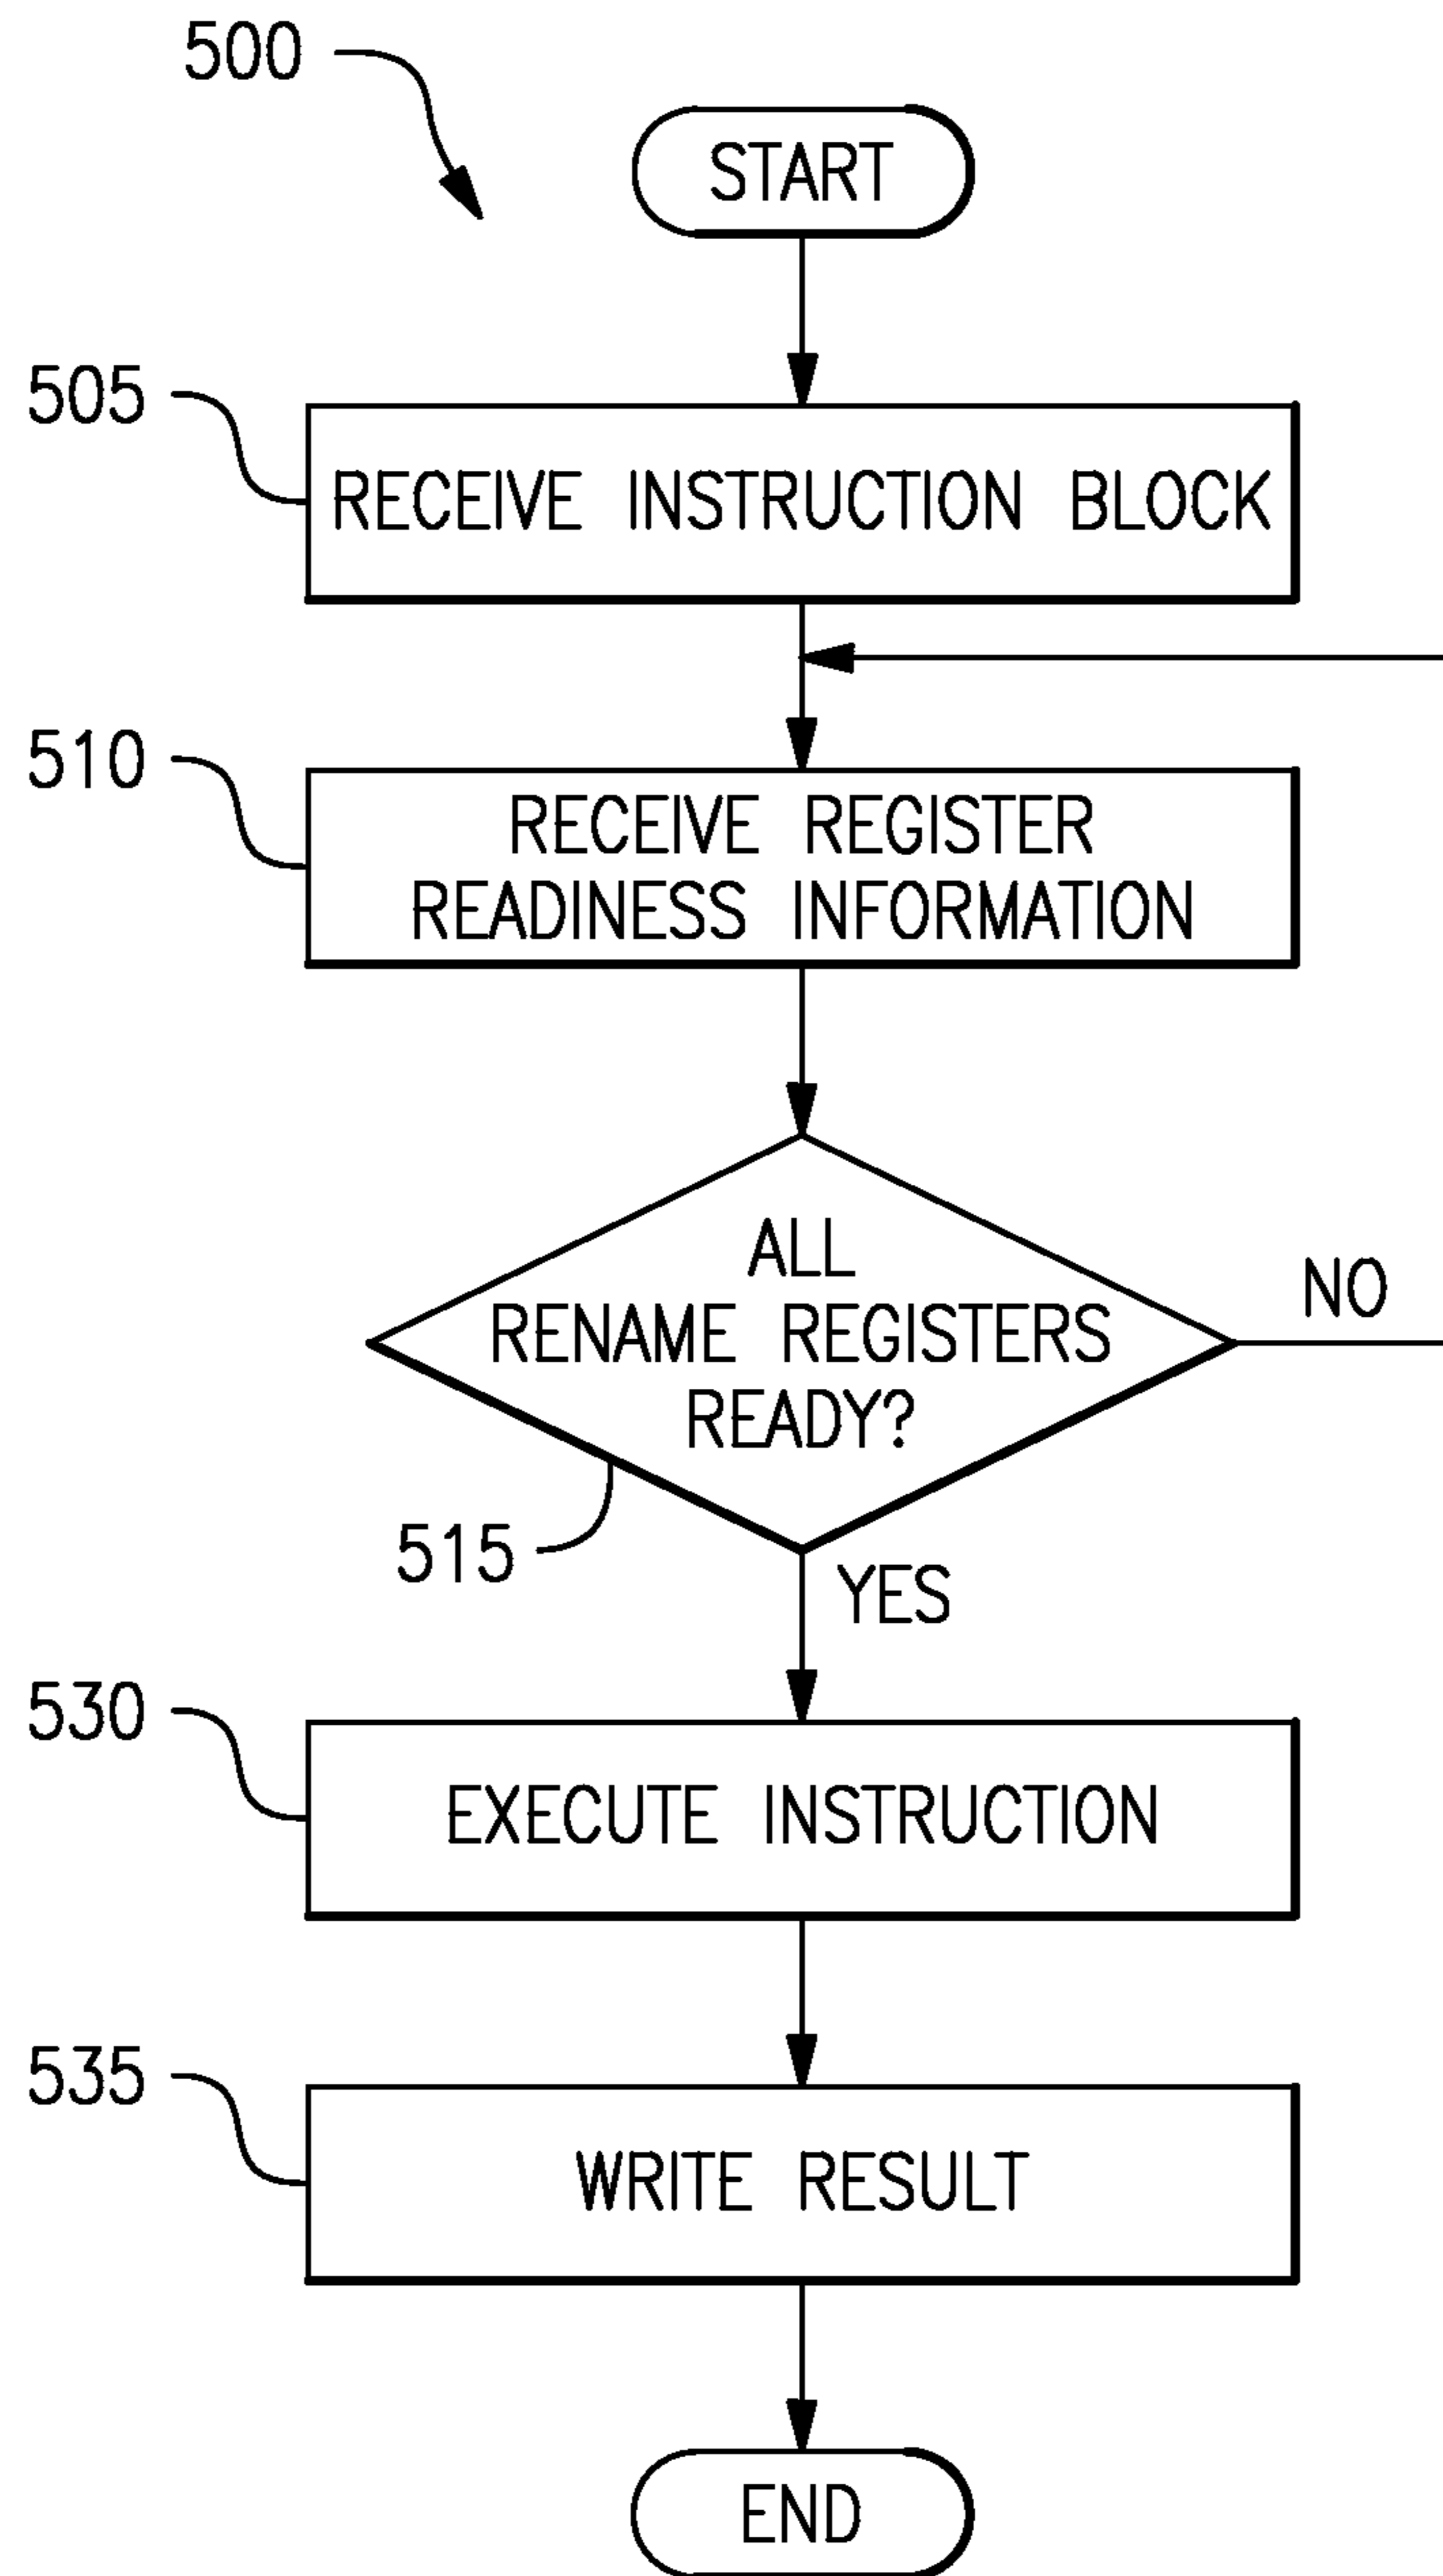 500
START
505
RECEIVE INSTRUCTION BLOCK
510
RECEIVE REGISTER
READINESS INFORMATION
ALL
RENAME REGISTERS
READY?
NO
515
YES
530
EXECUTE INSTRUCTION
535
WRITE RESULT
END